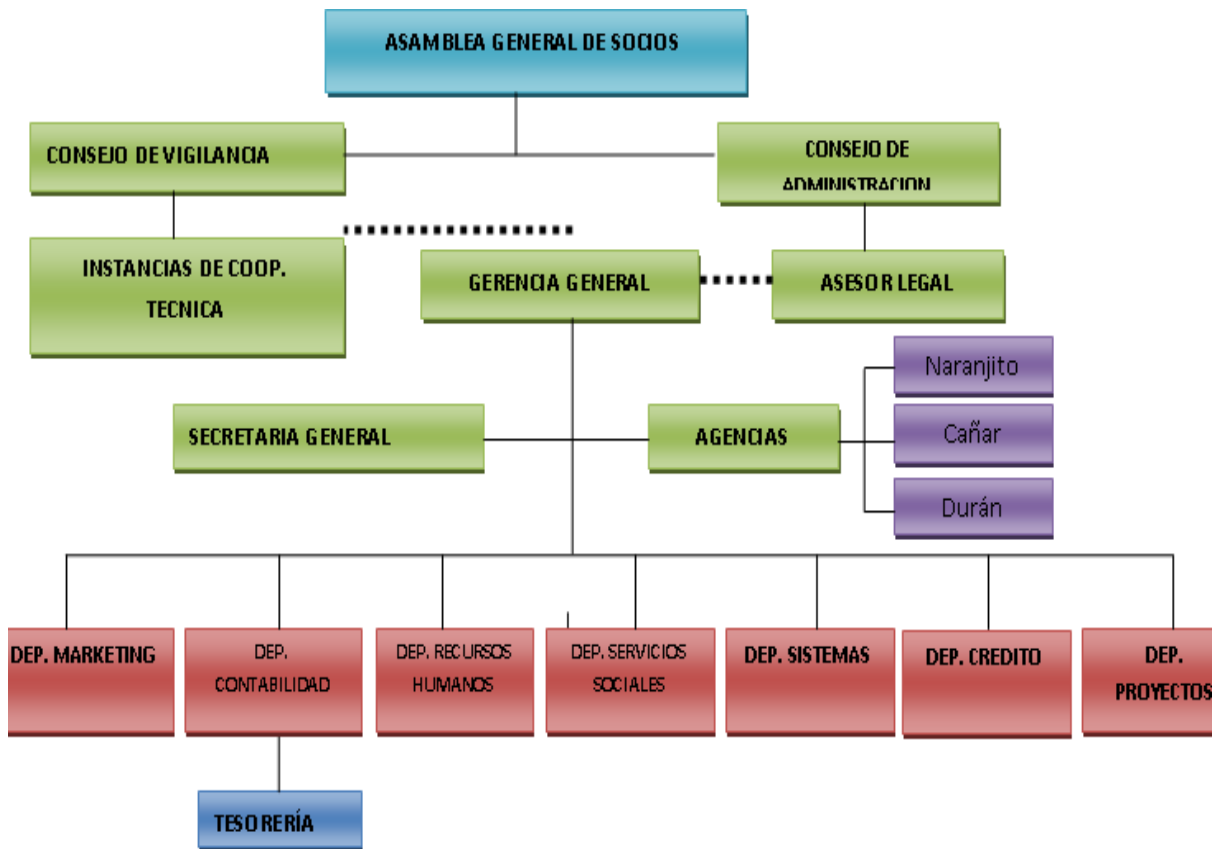 ASAMBLEA GENERAL DE SOCIOS
CONSEJO DE VIGILANCIA
CONSEJO DE
ADMINISTRACION
INSTANCIAS DE COOP.
TECNICA
GERENCIA GENERAL
ASESOR LEGAL
SECRETARIA GENERAL
AGENCIAS
Naranjito
Cañar
Durán
DEP. MARKETING
DEP.
CONTABILIDAD
DEP. RECURSOS
HUMANOS
DEP. SERVICIOS
SOCIALES
DEP. SISTEMAS
DEP. CREDITO
DEP.
PROYECTOS
TESORERÍA